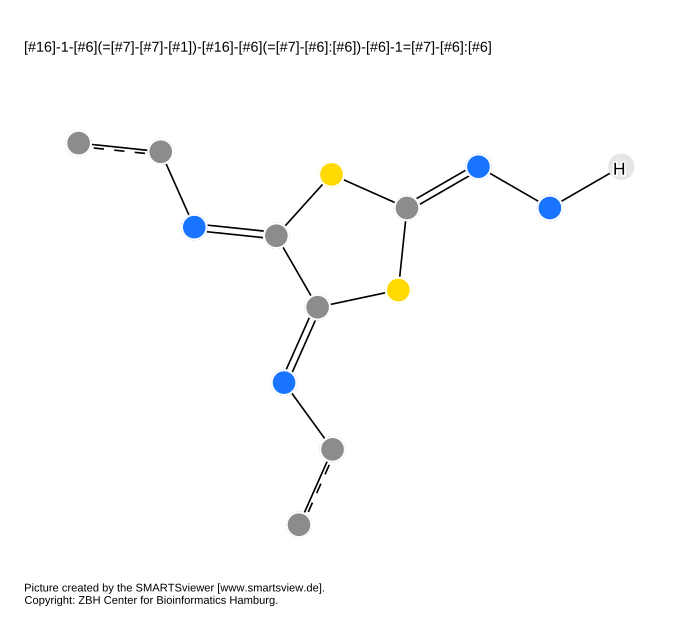 [#16]-1-[#6](=[#7]-[#7]-[#1])-[#16]-[#6](=[#7]-[#6]:[#6])-[#6]-1=[#7]-[#6]:[#6]
H
Picture created by the SMARTSviewer [www.smartsview.de].
Copyright: ZBH Center for Bioinformatics Hamburg.